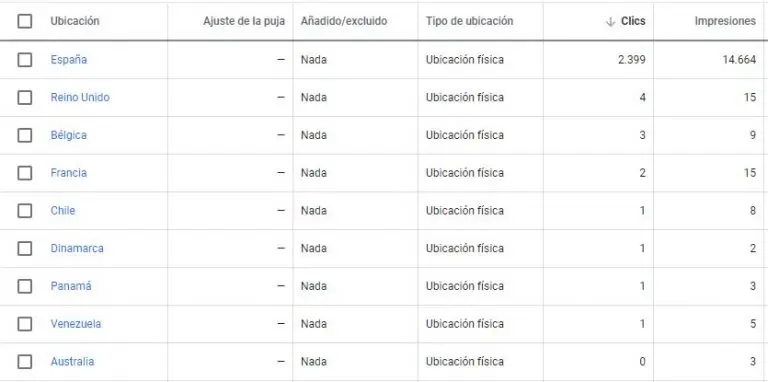 Ubicación Ajuste de la puja Añadido/excluido Tipo de ubicación Clics Impresiones
España — Nada Ubicación física 2.399 14.664
Reino Unido — Nada Ubicación física 4 15
Bélgica — Nada Ubicación física 3 9
Francia — Nada Ubicación física 2 15
Chile — Nada Ubicación física 1 8
Dinamarca — Nada Ubicación física 1 2
Panamá — Nada Ubicación física 1 3
Venezuela — Nada Ubicación física 1 5
Australia — Nada Ubicación física 0 3